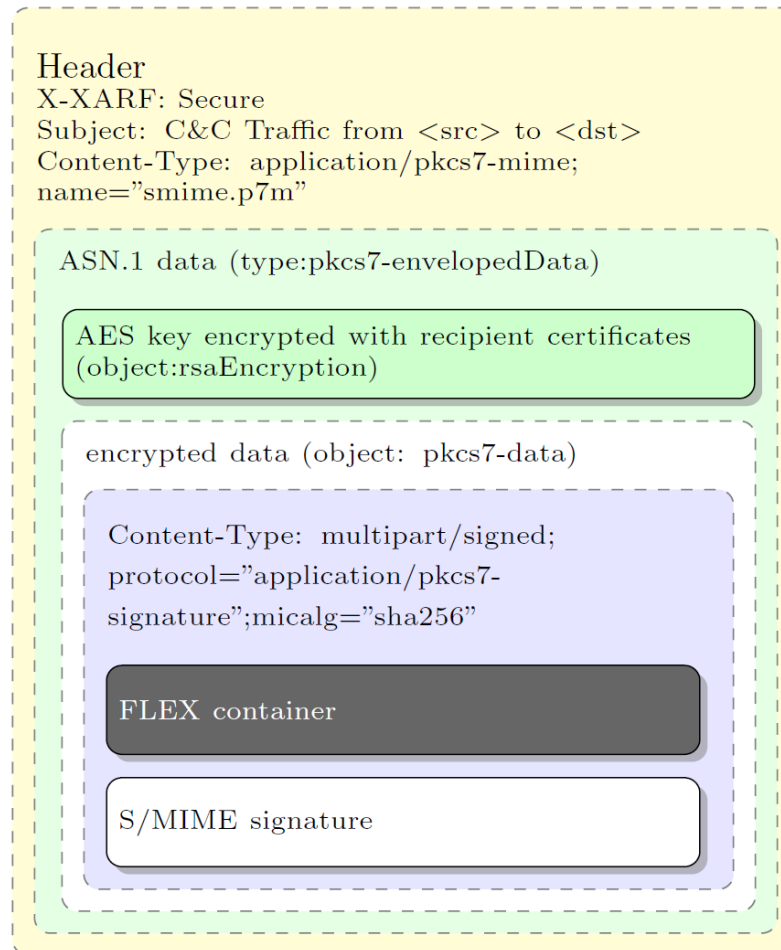 Header
X-XARF: Secure
Subject: C&C Traffic from <src> to <dst>
Content-Type: application/pkcs7-mime;
name=”smime.p7m”
ASN.1 data (type:pkcs7-envelopedData)
AES key encrypted with recipient certificates
(object:rsaEncryption)
encrypted data (object: pkcs7-data)
Content-Type: multipart/signed;
protocol=”application/pkcs7-
signature”;micalg=”sha256”
FLEX container
S/MIME signature